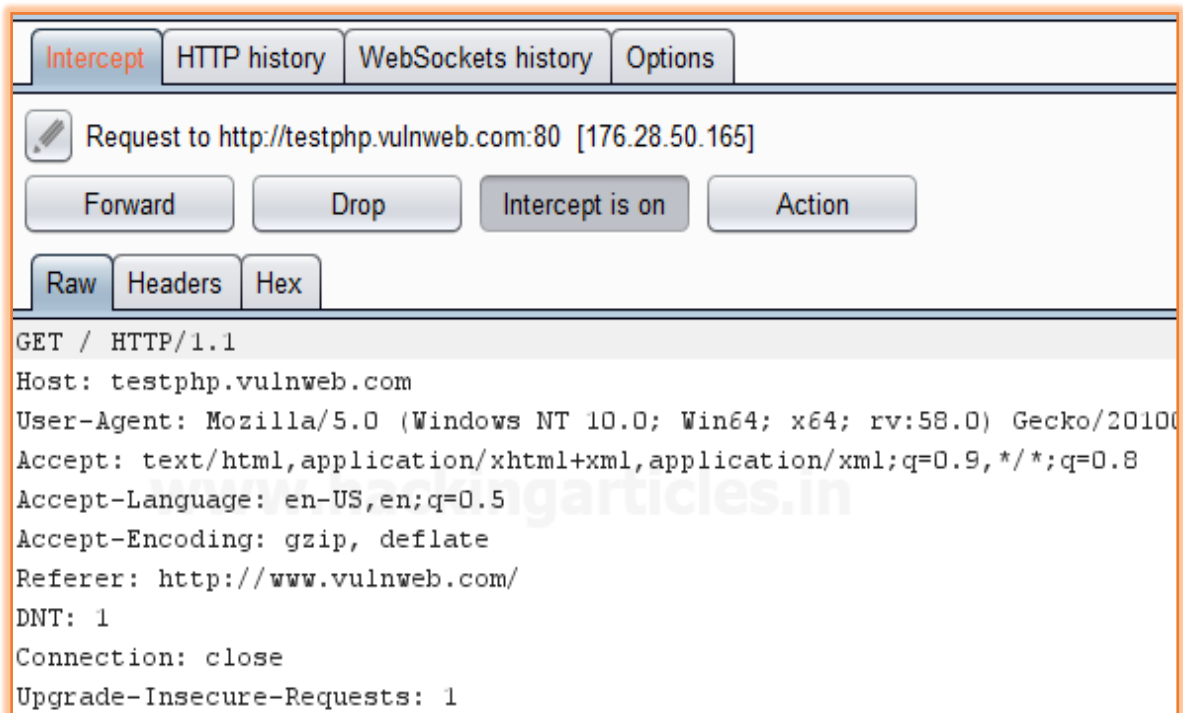 Intercept HTTP history WebSockets history Options
Request to http://testphp.vulnweb.com:80 [176.28.50.165]
Forward Drop Intercept is on Action
Raw Headers Hex
GET / HTTP/1.1
Host: testphp.vulnweb.com
User-Agent: Mozilla/5.0 (Windows NT 10.0; Win64; x64; rv:58.0) Gecko/20100
Accept: text/html,application/xhtml+xml,application/xml;q=0.9,*/*;q=0.8
www.hackingarticles.in
Accept-Language: en-US,en;q=0.5
Accept-Encoding: gzip, deflate
Referer: http://www.vulnweb.com/
DNT: 1
Connection: close
Upgrade-Insecure-Requests: 1